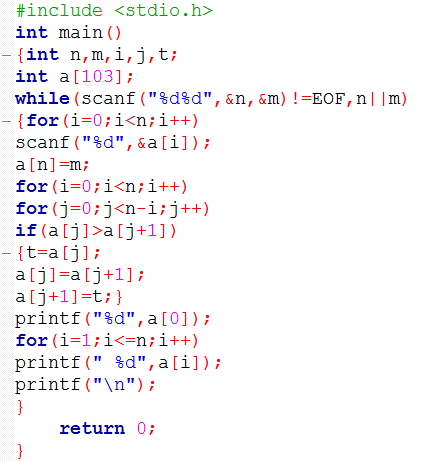 #include <stdio.h>
int main()
{int n,m,i,j,t;
int a[103];
while(scanf("%d%d",&n,&m)!=EOF,n||m)
{for(i=0;i<n;i++)
scanf("%d",&a[i]);
a[n]=m;
for(i=0;i<n;i++)
for(j=0;j<n-i;j++)
if(a[j]>a[j+1])
{t=a[j];
a[j]=a[j+1];
a[j+1]=t;}
printf("%d",a[0]);
for(i=1;i<=n;i++)
printf(" %d",a[i]);
printf("\n");
}
return 0;
}